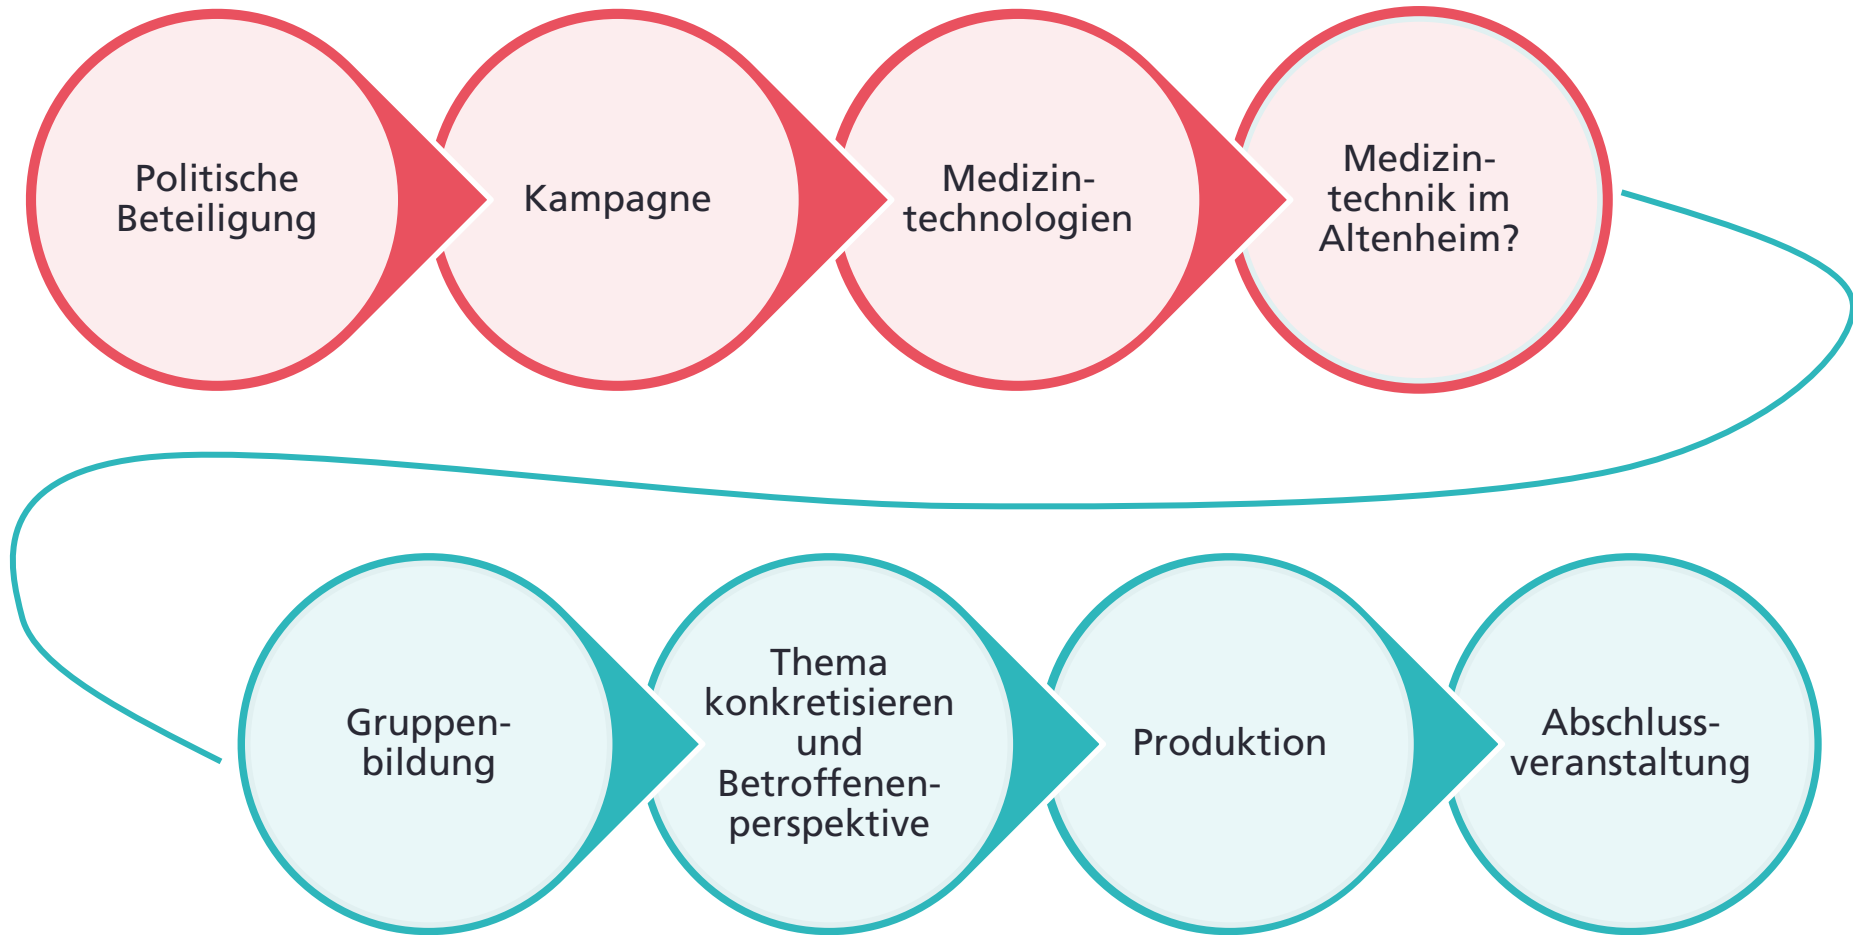 Politische
Beteiligung
Kampagne
Medizin-
technologien
Medizin-
technik im
Altenheim?
Gruppen-
bildung
Thema
konkretisieren
und
Betroffenen-
perspektive
Produktion
Abschluss-
veranstaltung